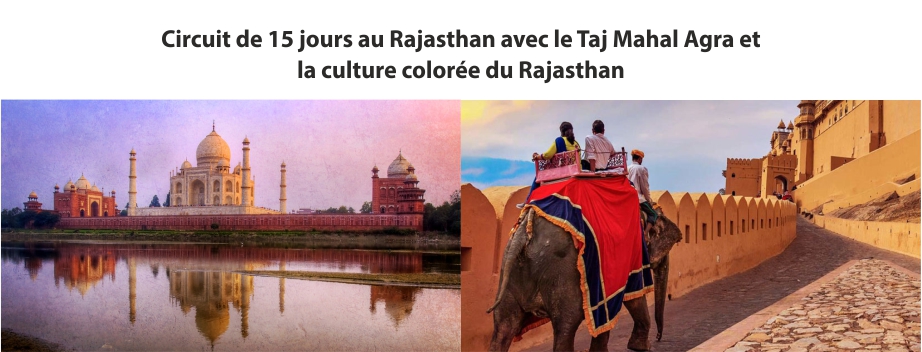 Circuit de 15 jours au Rajasthan avec le Taj Mahal Agra et
la culture colorée du Rajasthan